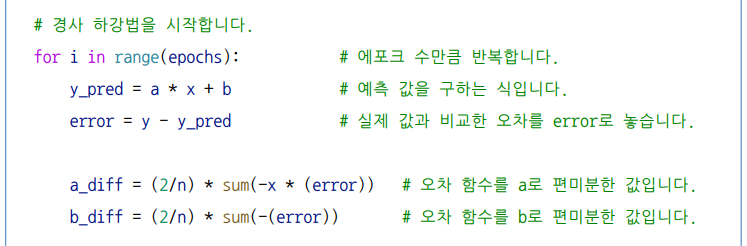 # 경사 하강법을 시작합니다.
for i in range(epochs): # 에포크 수만큼 반복합니다.
y_pred = a * x + b # 예측 값을 구하는 식입니다.
error = y - y_pred # 실제 값과 비교한 오차를 error로 놓습니다.
a_diff = (2/n) * sum(-x * (error)) # 오차 함수를 a로 편미분한 값입니다.
b_diff = (2/n) * sum(-(error)) # 오차 함수를 b로 편미분한 값입니다.